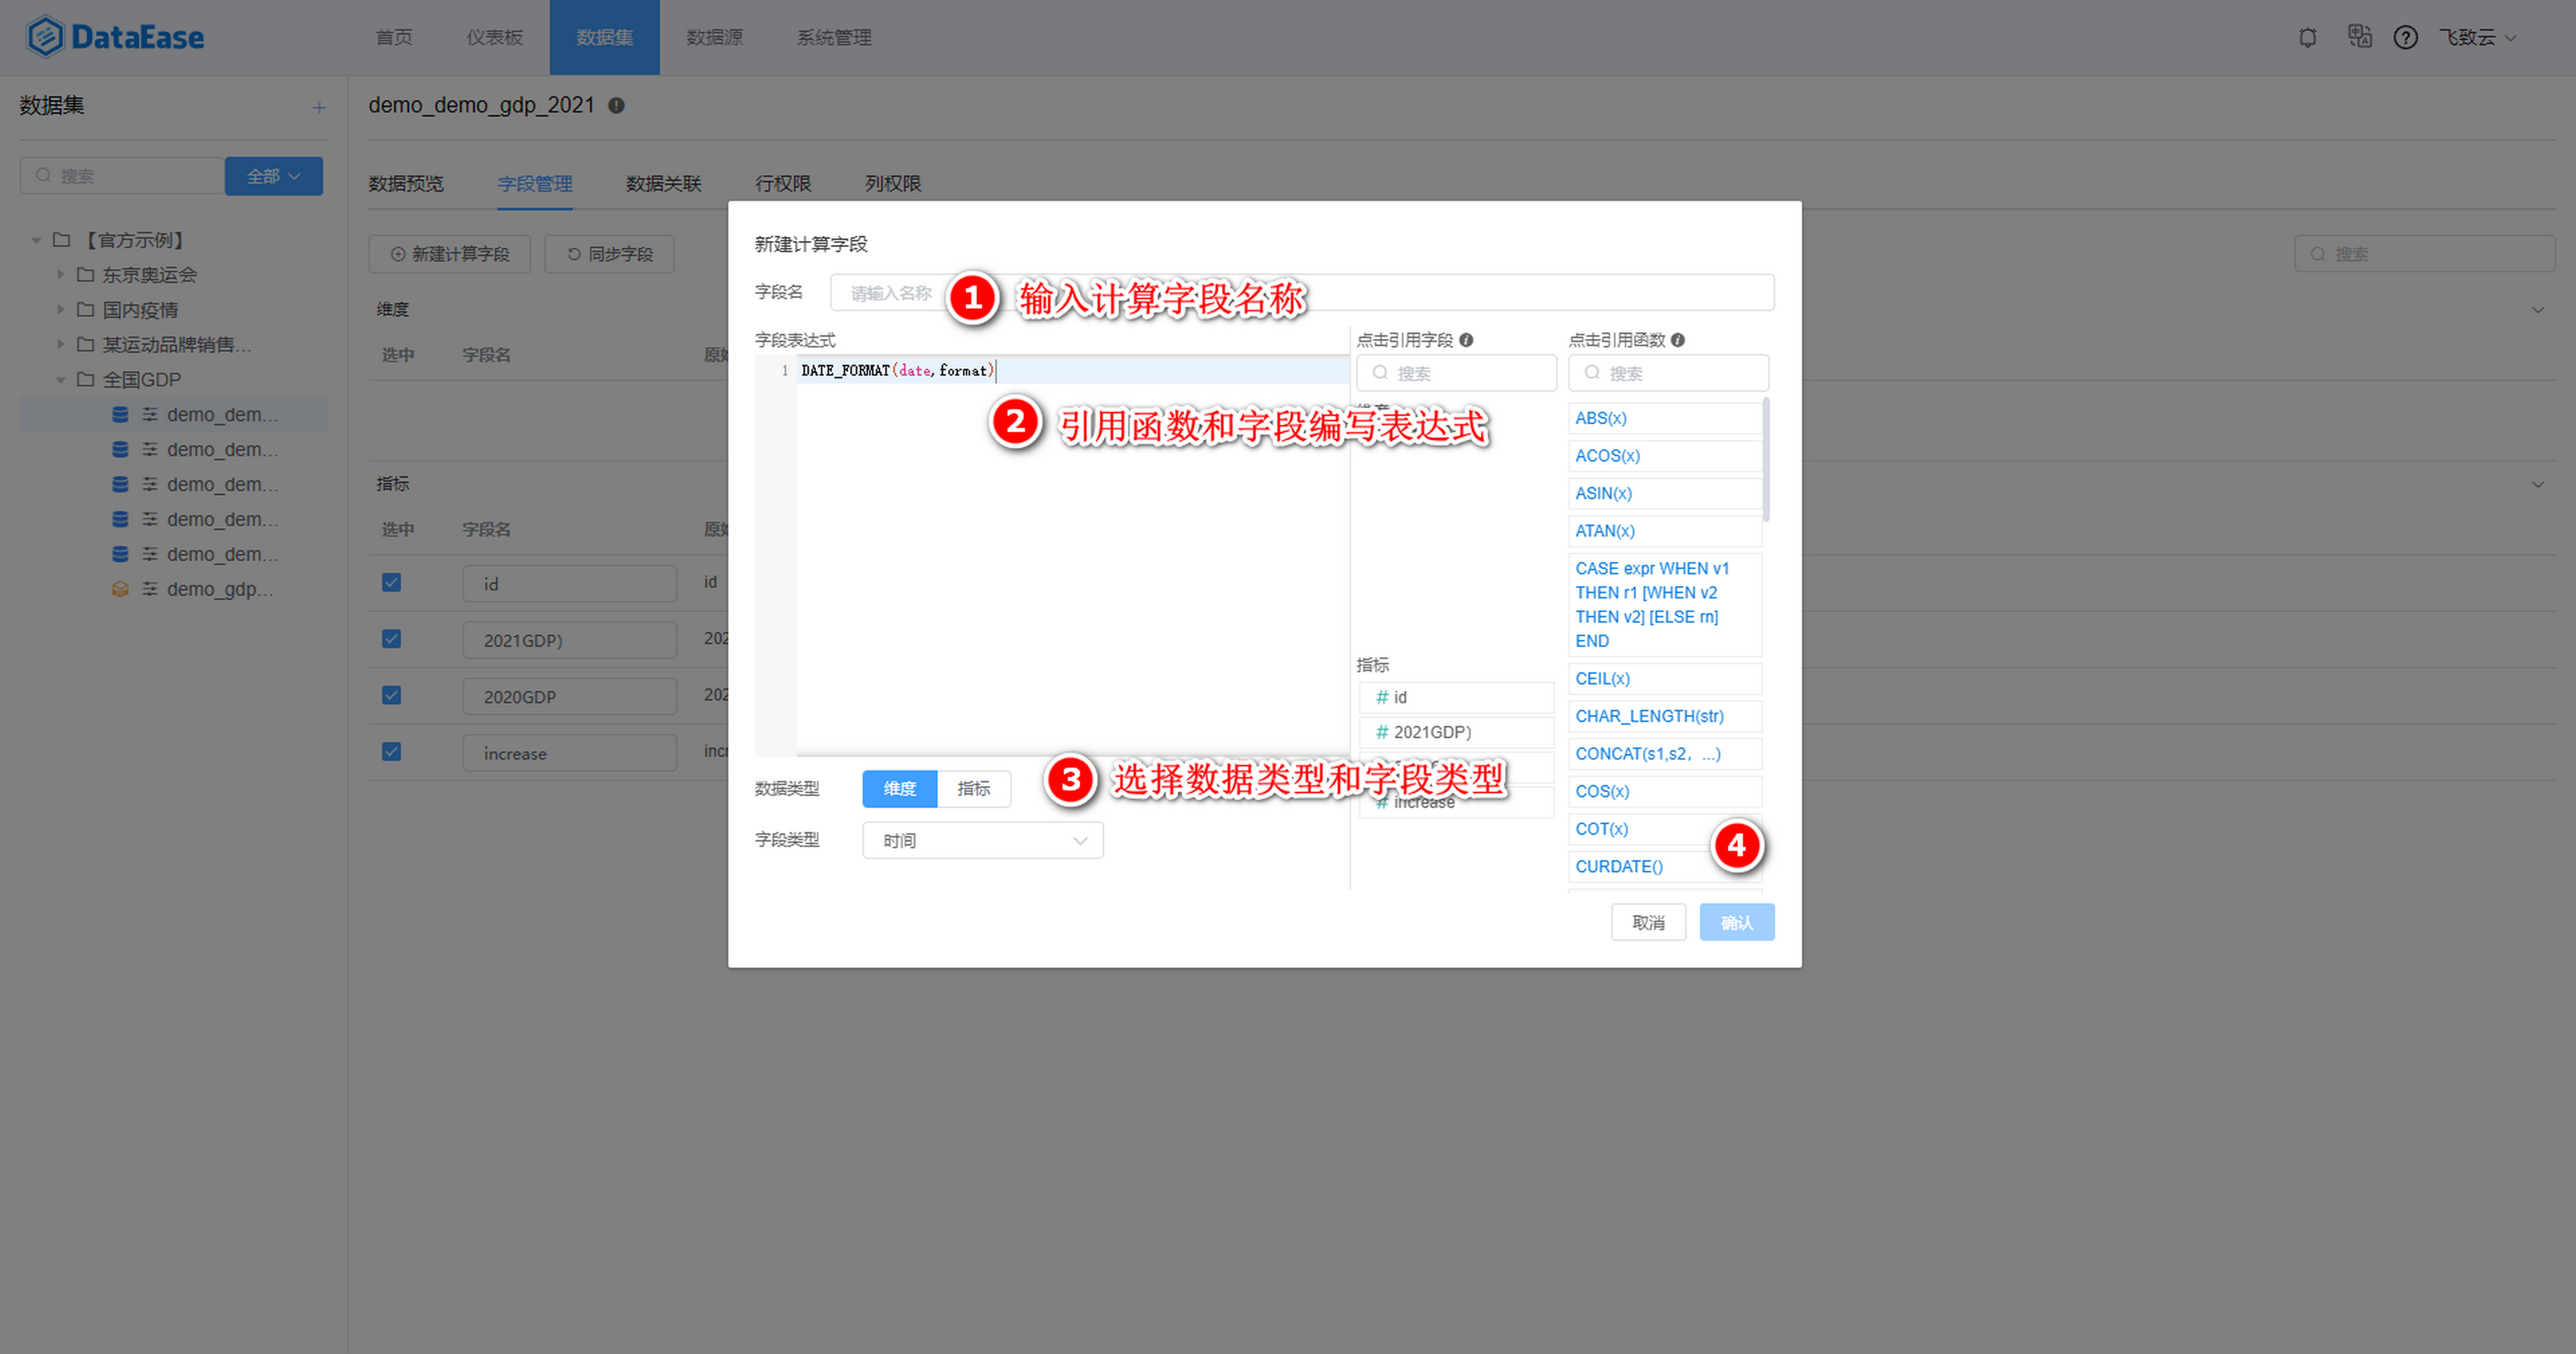 DataEase
首页
仪表板
数据集
数据源
系统管理
飞致云
数据集
搜索
全部
【官方示例】
东京奥运会
国内疫情
某运动品牌销售...
全国GDP
demo_dem...
demo_dem...
demo_dem...
demo_dem...
demo_dem...
demo_gdp...
demo_demo_gdp_2021
数据预览
字段管理
数据关联
行权限
列权限
新建计算字段
同步字段
搜索
维度
选中
字段名
指标
选中
字段名
id
id
2021GDP)
202
2020GDP
202
increase
incr
新建计算字段
字段名
请输入名称
1 输入计算字段名称
字段表达式
1 DATE_FORMAT(date,format)
2 引用函数和字段编写表达式
点击引用字段
搜索
指标
# id
# 2021GDP)
# increase
点击引用函数
搜索
ABS(x)
ACOS(x)
ASIN(x)
ATAN(x)
CASE expr WHEN v1
THEN r1 [WHEN v2
THEN v2] [ELSE rn]
END
CEIL(x)
CHAR_LENGTH(str)
CONCAT(s1,s2, ...)
COS(x)
COT(x)
CURDATE()
数据类型
维度
指标
3 选择数据类型和字段类型
字段类型
时间
4
取消
确认